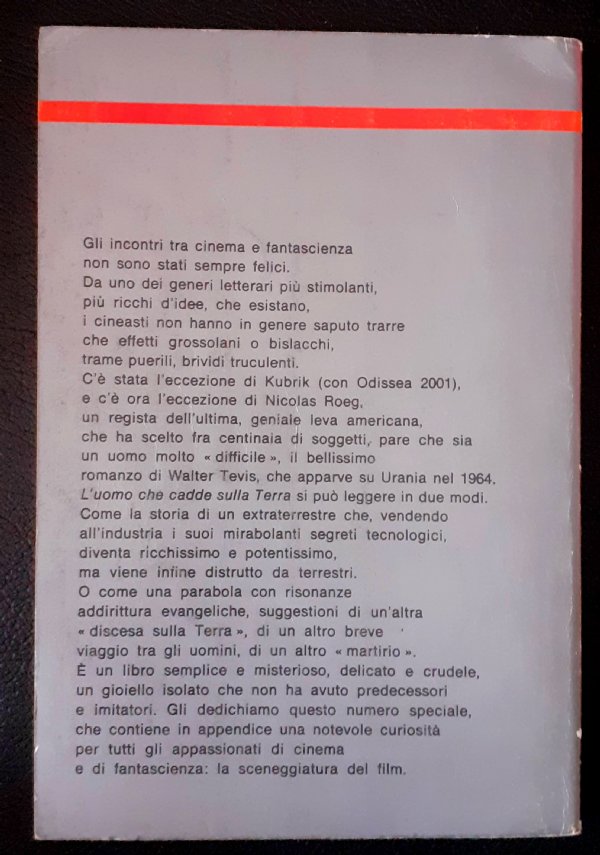 Gli incontri tra cinema e fantascienza
non sono stati sempre felici.
Da uno dei generi letterari più stimolanti,
più ricchi d'idee, che esistano,
i cineasti non hanno in genere saputo trarre
che effetti grossolani o bislacchi,
trame puerili, brividi truculenti.
C'è stata l'eccezione di Kubrik (con Odissea 2001),
e c'è ora l'eccezione di Nicolas Roeg,
un regista dell'ultima, geniale leva americana,
che ha scelto fra centinaia di soggetti, pare che sia
un uomo molto « difficile », il bellissimo
romanzo di Walter Tevis, che apparve su Urania nel 1964.
L'uomo che cadde sulla Terra si può leggere in due modi.
Come la storia di un extraterrestre che, vendendo
all'industria i suoi mirabolanti segreti tecnologici,
diventa ricchissimo e potentissimo,
ma viene infine distrutto da terrestri.
O come una parabola con risonanze
addirittura evangeliche, suggestioni di un'altra
« discesa sulla Terra », di un altro breve
viaggio tra gli uomini, di un altro « martirio ».
È un libro semplice e misterioso, delicato e crudele,
un gioiello isolato che non ha avuto predecessori
e imitatori. Gli dedichiamo questo numero speciale,
che contiene in appendice una notevole curiosità
per tutti gli appassionati di cinema
e di fantascienza: la sceneggiatura del film.